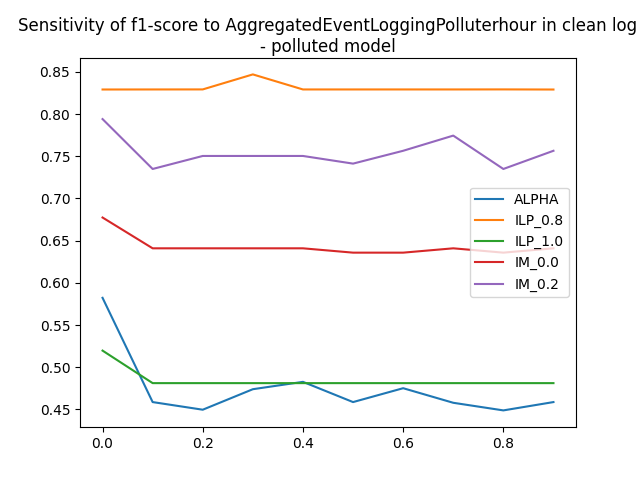 Sensitivity of f1-score to AggregatedEventLoggingPolluterhour in clean log
- polluted model
0.85
0.80
0.75
0.70
0.65
0.60
0.55
0.50
0.45
ALPHA
ILP_0.8
ILP_1.0
IM_0.0
IM_0.2
0.0 0.2 0.4 0.6 0.8